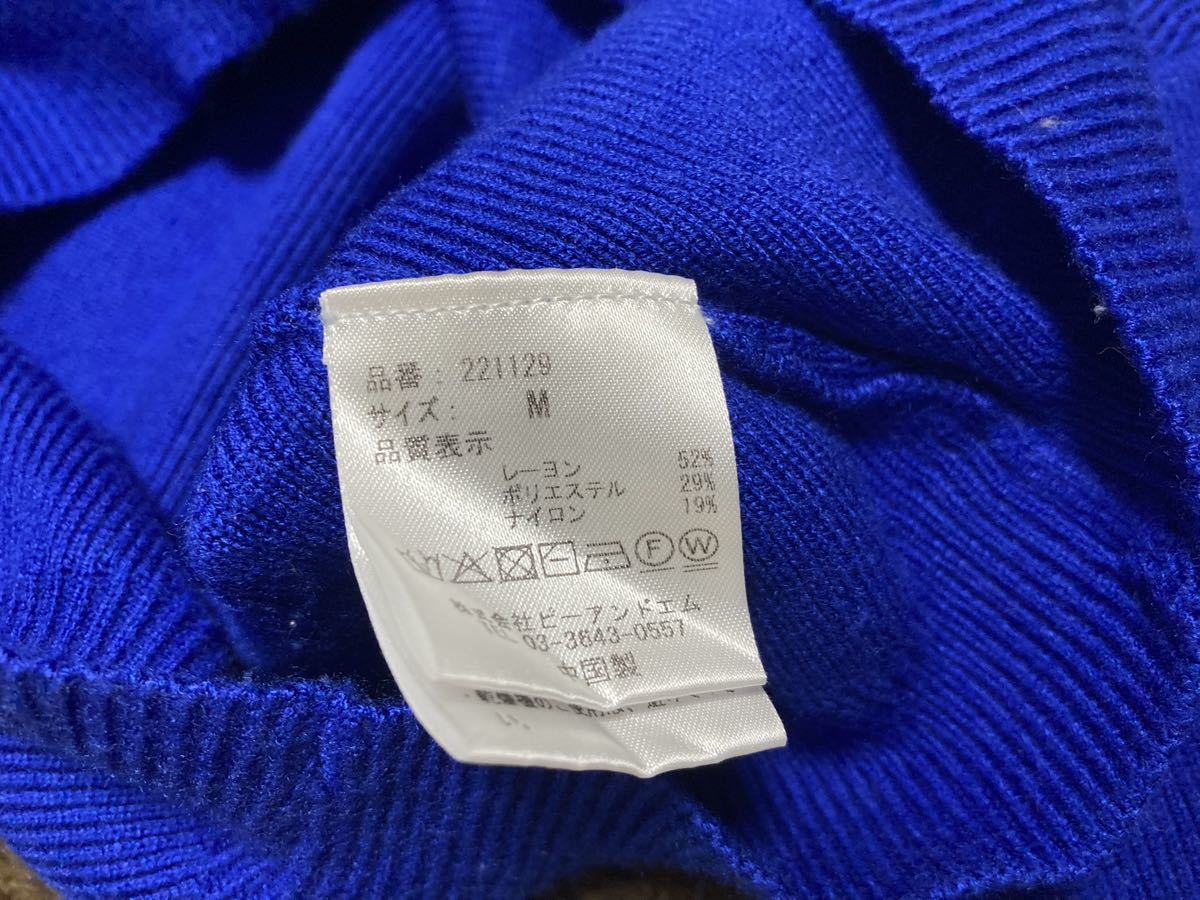 品番: 221129
サイズ: M
品質表示
レーヨン 52%
ポリエステル 29%
ナイロン 19%
F W
株式会社ビーアンドエム
TEL 03-3643-0557
中国製
い。